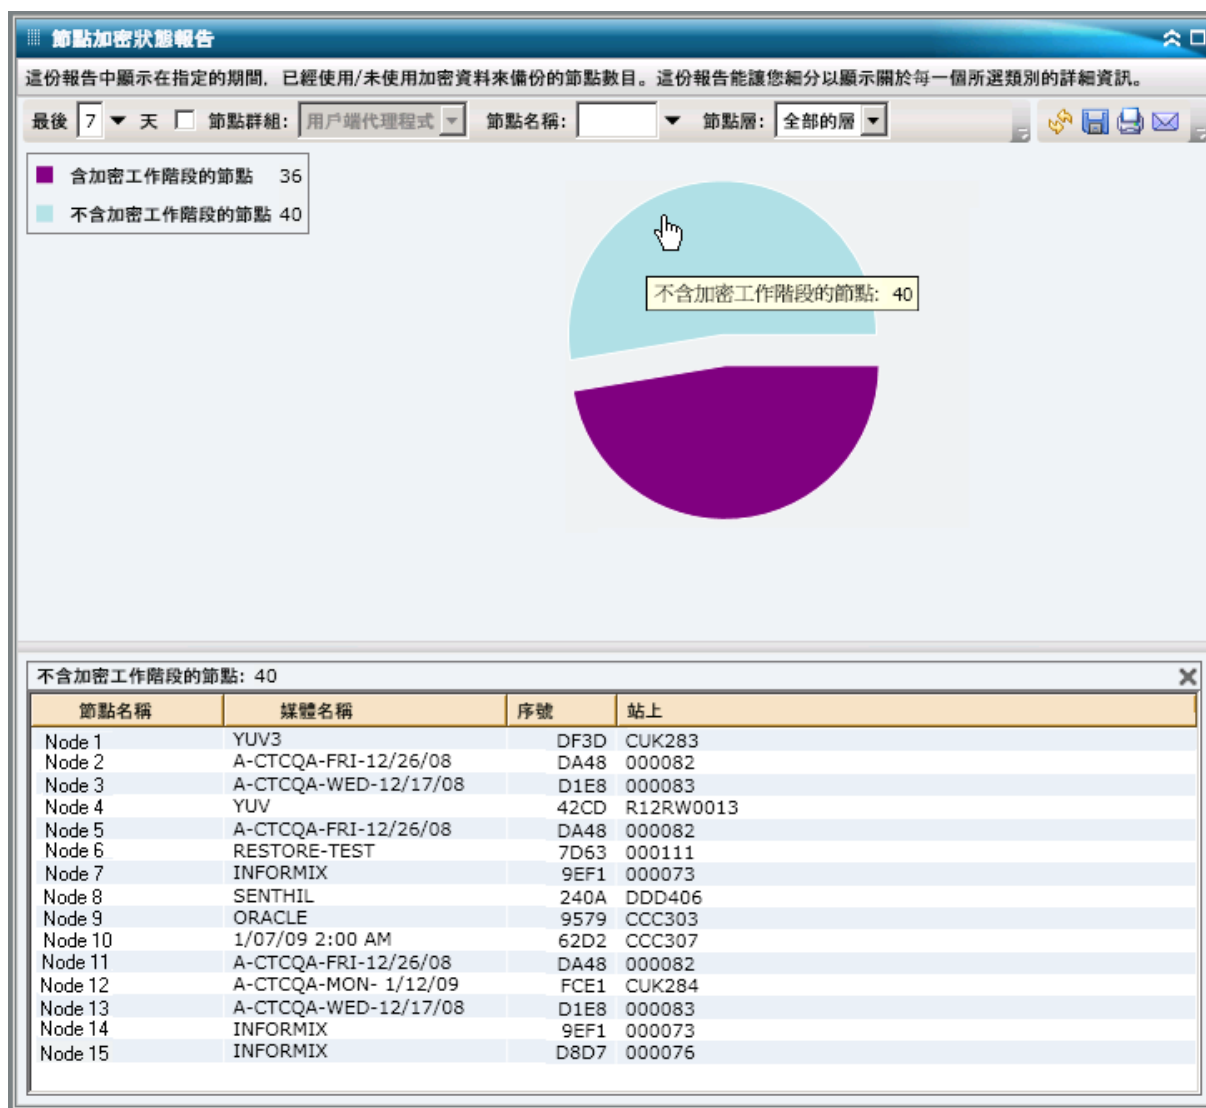 節點加密狀態報告
這份報告中顯示在指定的期間，已經使用/未使用加密資料來備份的節點數目。這份報告能讓您細分以顯示關於每一個所選類別的詳細資訊。
最後 7 天 節點群組: 用戶端代理程式 節點名稱: 節點層: 全部的層
含加密工作階段的節點 36
不含加密工作階段的節點 40
不含加密工作階段的節點: 40
不含加密工作階段的節點: 40
節點名稱 媒體名稱 序號 站上
Node 1 YUV3 DF3D CUK283
Node 2 A-CTCQA-FRI-12/26/08 DA48 000082
Node 3 A-CTCQA-WED-12/17/08 D1E8 000083
Node 4 YUV 42CD R12RW0013
Node 5 A-CTCQA-FRI-12/26/08 DA48 000082
Node 6 RESTORE-TEST 7D63 000111
Node 7 INFORMIX 9EF1 000073
Node 8 SENTHIL 240A DDD406
Node 9 ORACLE 9579 CCC303
Node 10 1/07/09 2:00 AM 62D2 CCC307
Node 11 A-CTCQA-FRI-12/26/08 DA48 000082
Node 12 A-CTCQA-MON- 1/12/09 FCE1 CUK284
Node 13 A-CTCQA-WED-12/17/08 D1E8 000083
Node 14 INFORMIX 9EF1 000073
Node 15 INFORMIX D8D7 000076